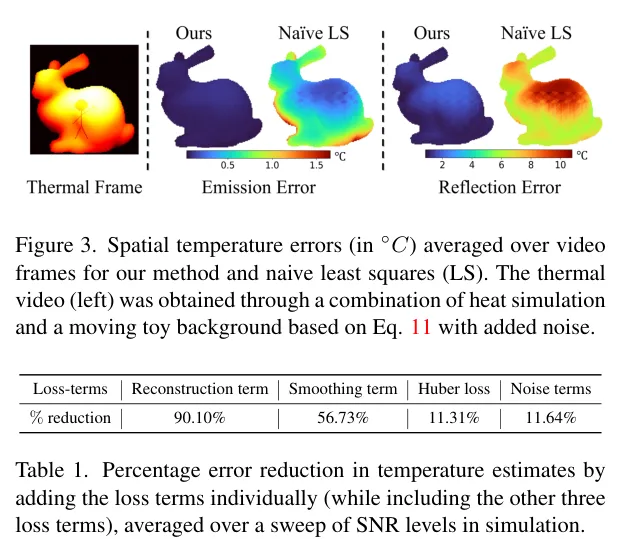 Ours Naïve LS Ours Naïve LS
0.5 1.0 1.5 °C 2 4 6 8 10 °C
Thermal Frame Emission Error Reflection Error
Figure 3. Spatial temperature errors (in °C) averaged over video
frames for our method and naive least squares (LS). The thermal
video (left) was obtained through a combination of heat simulation
and a moving toy background based on Eq. 11 with added noise.
Loss-terms Reconstruction term Smoothing term Huber loss Noise terms
% reduction 90.10% 56.73% 11.31% 11.64%
Table 1. Percentage error reduction in temperature estimates by
adding the loss terms individually (while including the other three
loss terms), averaged over a sweep of SNR levels in simulation.